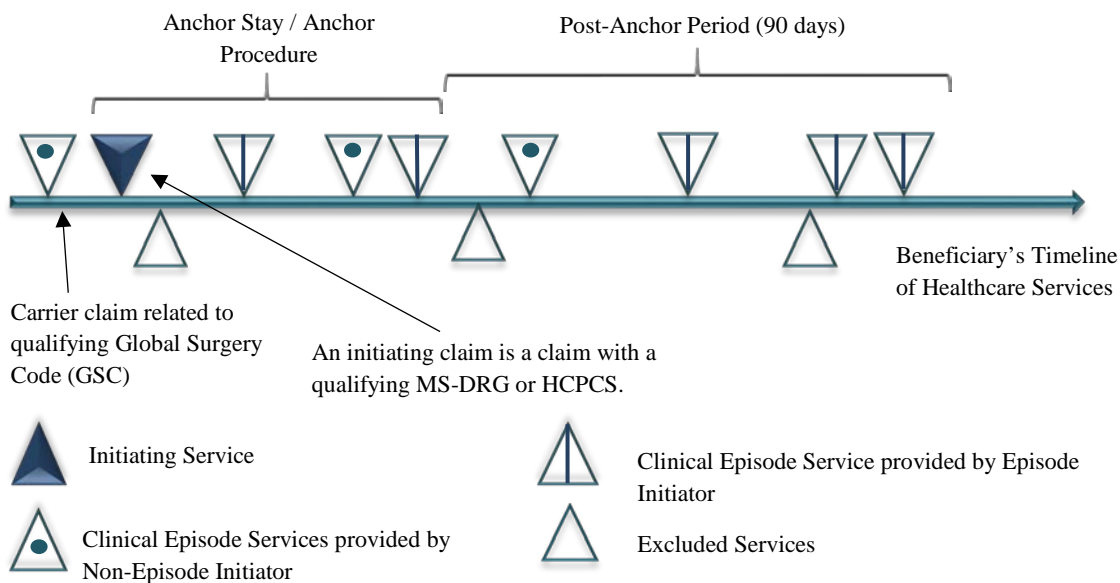 Anchor Stay / Anchor
Procedure
Post-Anchor Period (90 days)
Beneficiary’s Timeline
of Healthcare Services
Carrier claim related to
qualifying Global Surgery
Code (GSC)
An initiating claim is a claim with a
qualifying MS-DRG or HCPCS.
Initiating Service
Clinical Episode Service provided by Episode
Initiator
Clinical Episode Services provided by
Non-Episode Initiator
Excluded Services